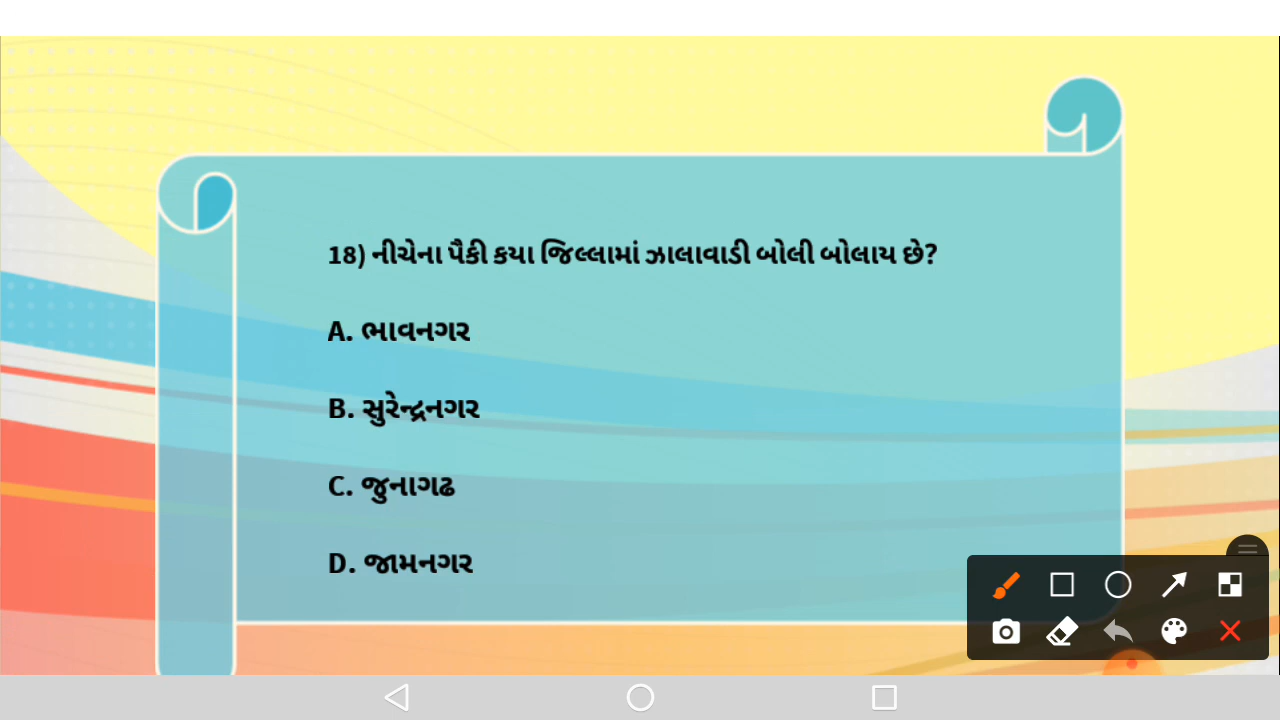 18) નીચેના પૈકી કયા જિલ્લામાં ઝાલાવાડી બોલી બોલાય છે?
A. ભાવનગર
B. સુરેન્દ્રનગર
C. જુનાગઢ
D. જામનગર